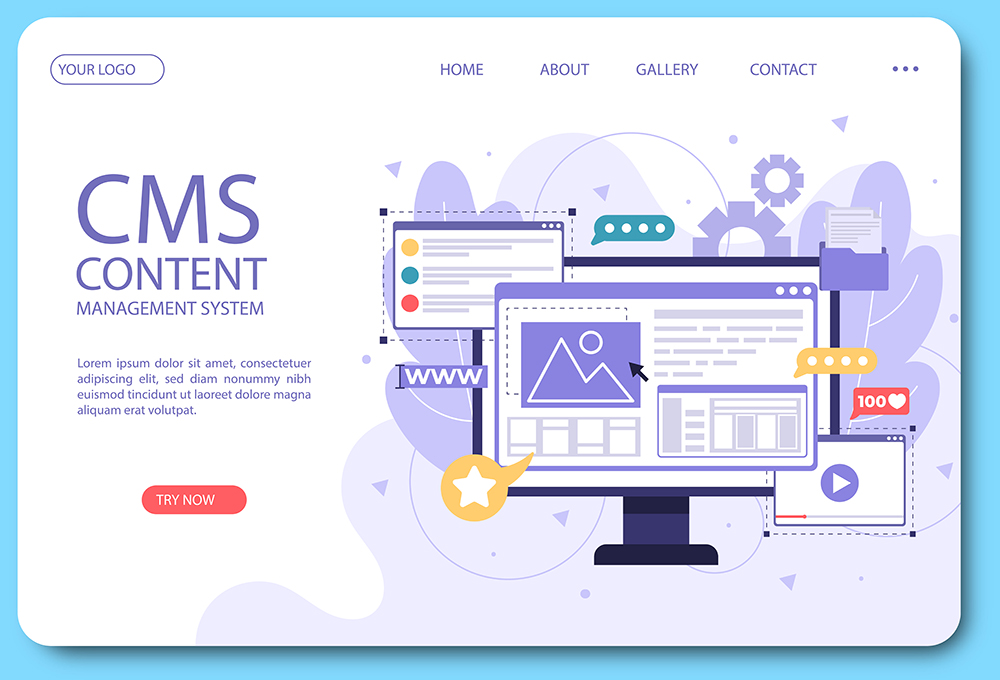 YOUR LOGO
HOME ABOUT GALLERY CONTACT
CMS
CONTENT
MANAGEMENT SYSTEM
Lorem ipsum dolor sit amet, consectetuer
adipiscing elit, sed diam nonummy nibh
euismod tincidunt ut laoreet dolore magna
aliquam erat volutpat.
TRY NOW
WWW
100